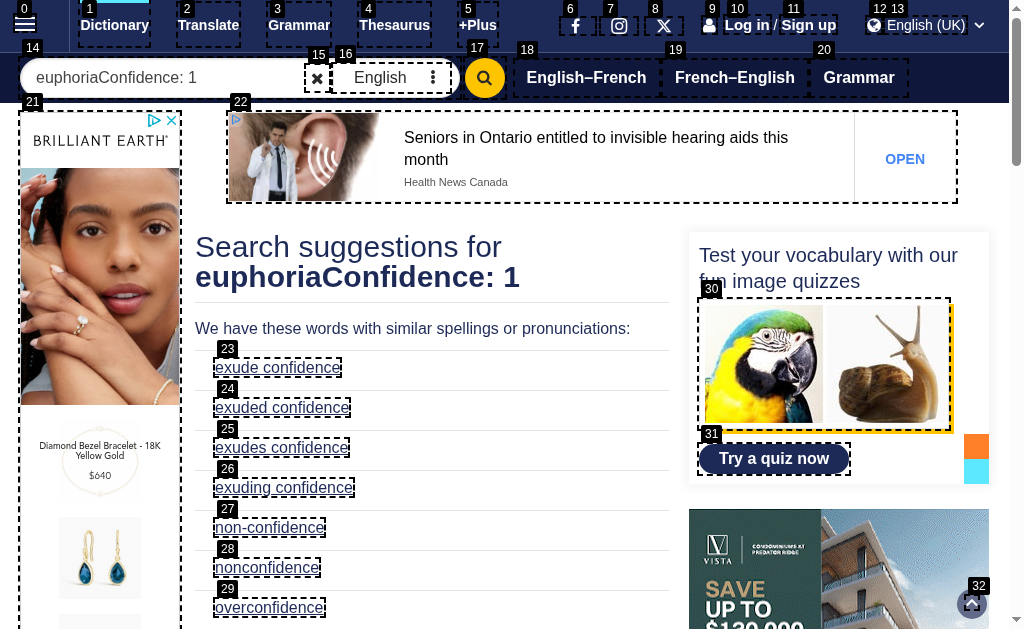 0 1 2 3 4 5 6 7 8 9 10 11 12 13
Dictionary Translate Grammar Thesaurus +Plus Log in / Sign up English (UK)
14 15 16 17 18 19 20
euphoriaConfidence: 1 English English–French French–English Grammar
21 22
BRILLIANT EARTH
Seniors in Ontario entitled to invisible hearing aids this
month
Health News Canada
OPEN
Diamond Bezel Bracelet - 18K
Yellow Gold
$640
Search suggestions for
euphoriaConfidence: 1
We have these words with similar spellings or pronunciations:
23
exude confidence
24
exuded confidence
25
exudes confidence
26
exuding confidence
27
non-confidence
28
nonconfidence
29
overconfidence
Test your vocabulary with our
fun image quizzes
30
31
Try a quiz now
VISTA CONDOMINIUMS AT
PREDATOR RIDGE
SAVE
UP TO
$130,000
32